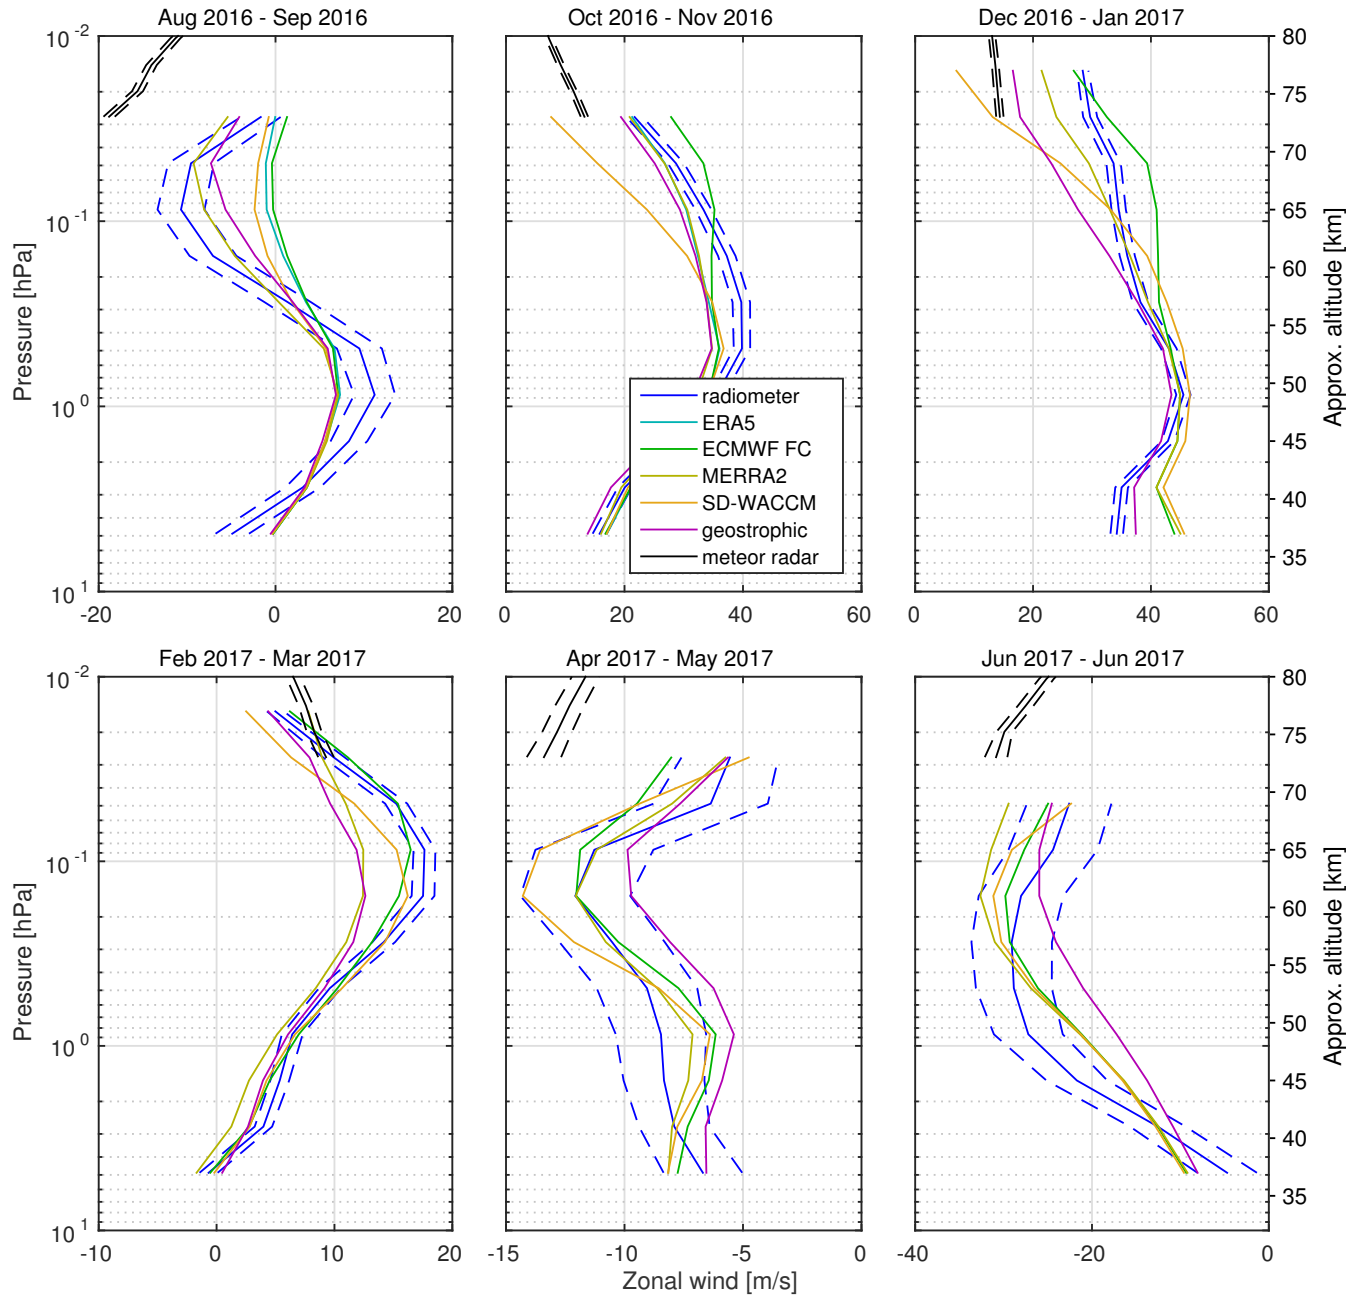 Aug 2016 - Sep 2016
Oct 2016 - Nov 2016
Dec 2016 - Jan 2017
10^-2
10^-1
10^0
10^1
Pressure [hPa]
-20 0 20
0 20 40 60
0 20 40 60
80
75
70
65
60
55
50
45
40
35
Approx. altitude [km]
radiometer
ERA5
ECMWF FC
MERRA2
SD-WACCM
geostrophic
meteor radar
Feb 2017 - Mar 2017
Apr 2017 - May 2017
Jun 2017 - Jun 2017
10^-2
10^-1
10^0
10^1
Pressure [hPa]
-10 0 10 20
-15 -10 -5 0
-40 -20 0
80
75
70
65
60
55
50
45
40
35
Approx. altitude [km]
Zonal wind [m/s]